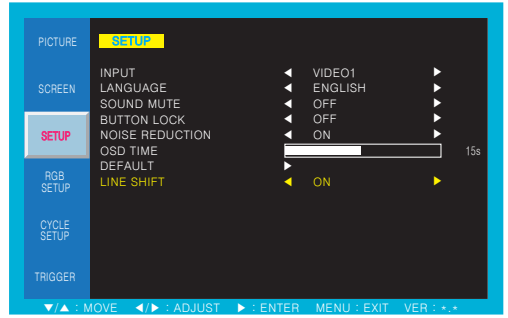 PICTURE
SCREEN
SETUP
RGB
SETUP
CYCLE
SETUP
TRIGGER
SETUP
INPUT ◀ VIDEO1 ▶
LANGUAGE ◀ ENGLISH ▶
SOUND MUTE ◀ OFF ▶
BUTTON LOCK ◀ OFF ▶
NOISE REDUCTION ◀ ON ▶
OSD TIME 15s
DEFAULT ▶
LINE SHIFT ◀ ON ▶
▼/▲ : MOVE ◀/▶ : ADJUST ▶ : ENTER MENU : EXIT VER : *.*